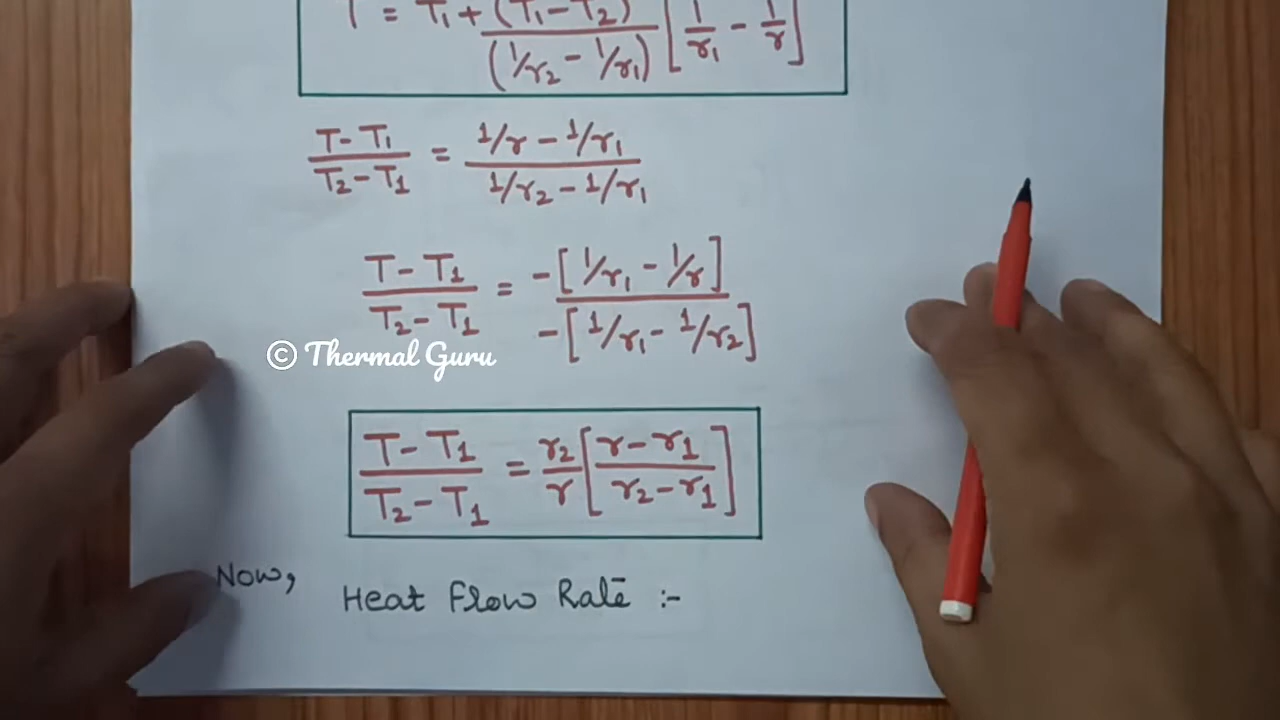 T = T₁ + (T₁ - T₂) / (1/r₂ - 1/r₁) [1/r₁ - 1/r]
(T - T₁) / (T₂ - T₁) = (1/r - 1/r₁) / (1/r₂ - 1/r₁)
(T - T₁) / (T₂ - T₁) = -[1/r₁ - 1/r] / -[1/r₁ - 1/r₂]
© Thermal Guru
(T - T₁) / (T₂ - T₁) = r₂/r [(r - r₁) / (r₂ - r₁)]
Now,
Heat Flow Rate :-